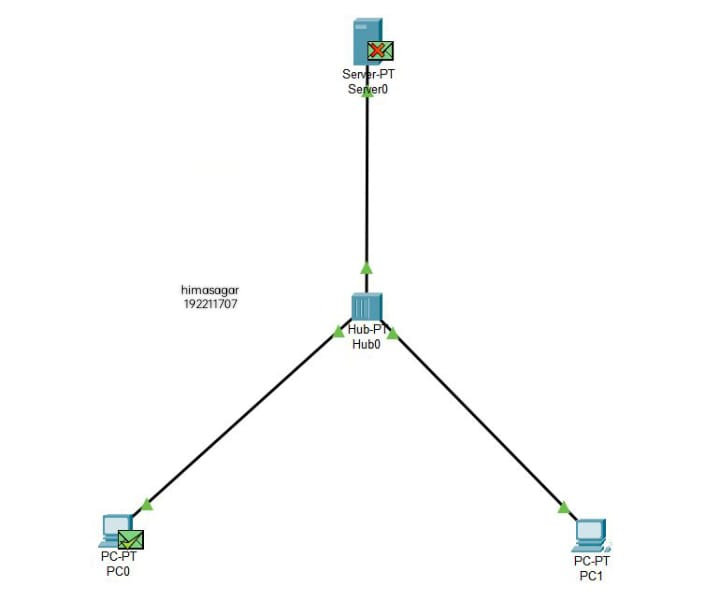 Server-PT
Server0
himasagar
192211707
Hub-PT
Hub0
PC-PT
PC0
PC-PT
PC1